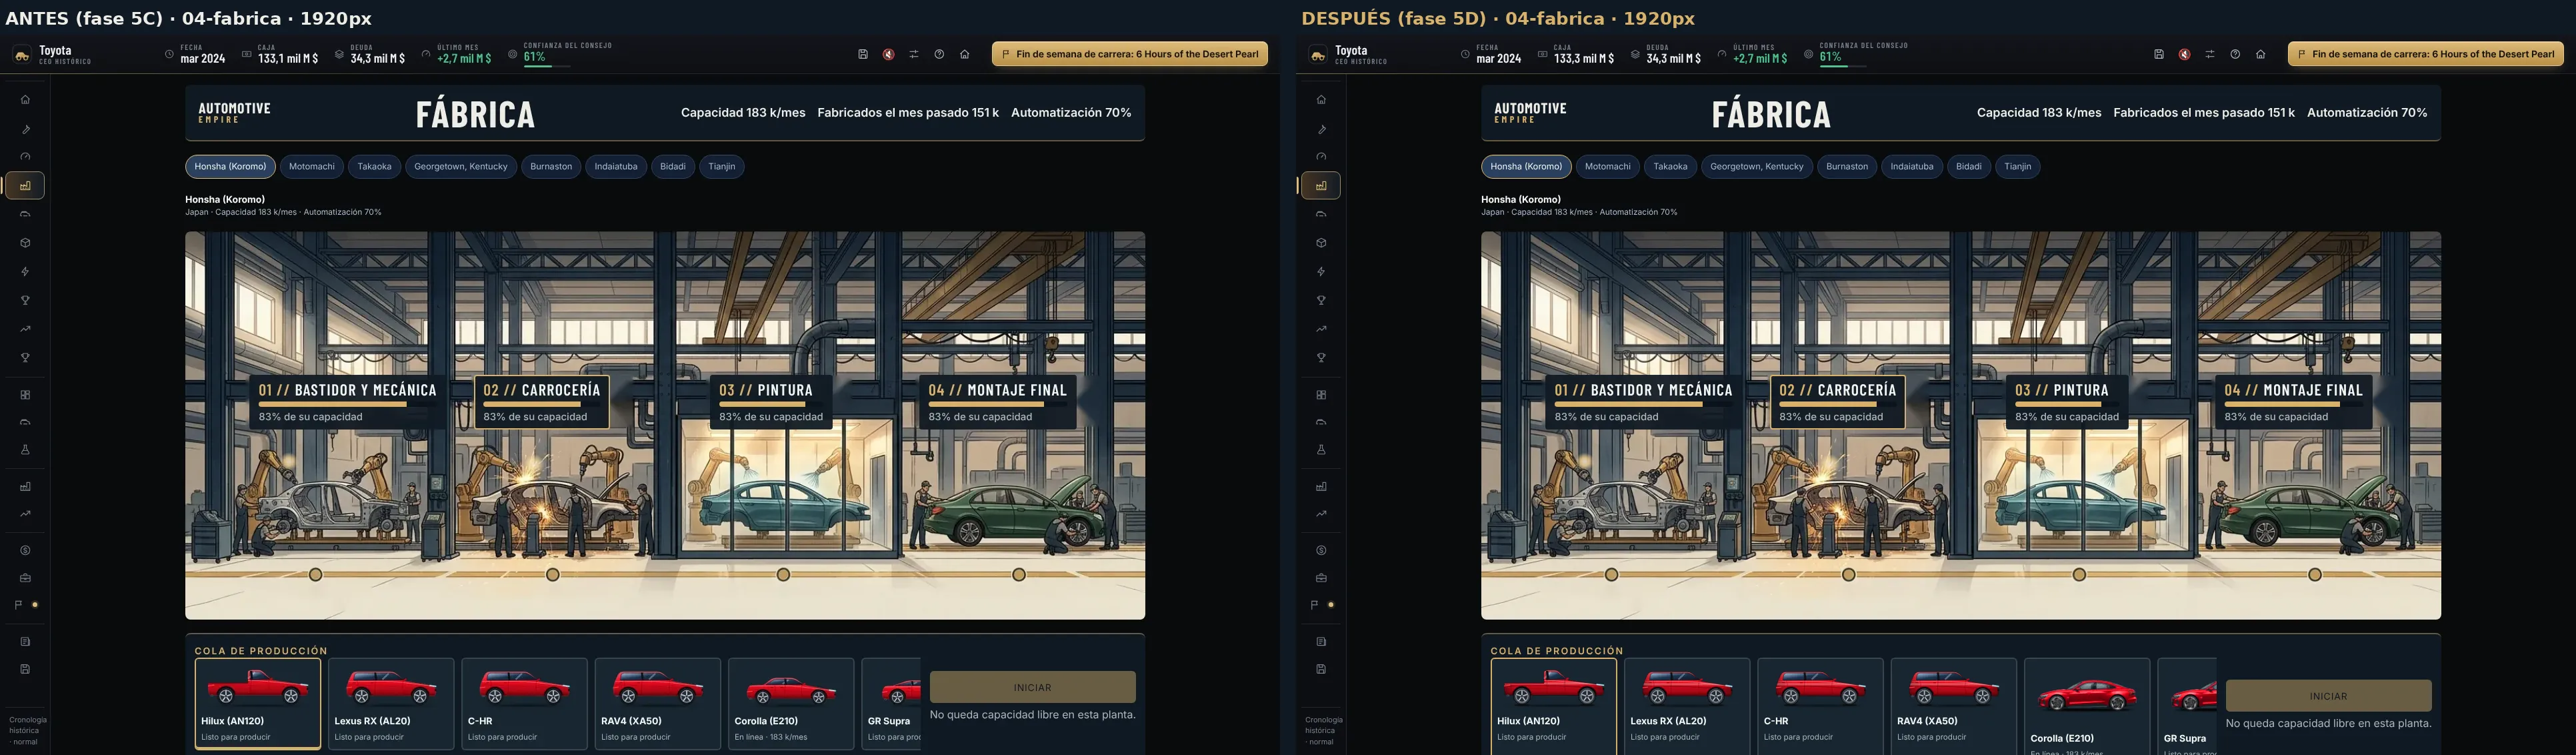 ANTES (fase 5C) · 04-fabrica · 1920px
Toyota
CEO HISTÓRICO
FECHA
mar 2024
CAJA
133,1 mil M $
DEUDA
34,3 mil M $
ÚLTIMO MES
+2,7 mil M $
CONFIANZA DEL CONSEJO
61%
Fin de semana de carrera: 6 Hours of the Desert Pearl
AUTOMOTIVE
EMPIRE
FÁBRICA
Capacidad 183 k/mes Fabricados el mes pasado 151 k Automatización 70%
Honsha (Koromo) Motomachi Takaoka Georgetown, Kentucky Burnaston Indaiatuba Bidadi Tianjin
Honsha (Koromo)
Japan · Capacidad 183 k/mes · Automatización 70%
01 // BASTIDOR Y MECÁNICA
83% de su capacidad
02 // CARROCERÍA
83% de su capacidad
03 // PINTURA
83% de su capacidad
04 // MONTAJE FINAL
83% de su capacidad
COLA DE PRODUCCIÓN
Hilux (AN120)
Listo para producir
Lexus RX (AL20)
Listo para producir
C-HR
Listo para producir
RAV4 (XA50)
Listo para producir
Corolla (E210)
En línea · 183 k/mes
GR Supra
Listo para proc
INICIAR
No queda capacidad libre en esta planta.
Cronología
histórica
· normal
DESPUÉS (fase 5D) · 04-fabrica · 1920px
Toyota
CEO HISTÓRICO
FECHA
mar 2024
CAJA
133,3 mil M $
DEUDA
34,3 mil M $
ÚLTIMO MES
+2,7 mil M $
CONFIANZA DEL CONSEJO
61%
Fin de semana de carrera: 6 Hours of the Desert Pearl
AUTOMOTIVE
EMPIRE
FÁBRICA
Capacidad 183 k/mes Fabricados el mes pasado 151 k Automatización 70%
Honsha (Koromo) Motomachi Takaoka Georgetown, Kentucky Burnaston Indaiatuba Bidadi Tianjin
Honsha (Koromo)
Japan · Capacidad 183 k/mes · Automatización 70%
01 // BASTIDOR Y MECÁNICA
83% de su capacidad
02 // CARROCERÍA
83% de su capacidad
03 // PINTURA
83% de su capacidad
04 // MONTAJE FINAL
83% de su capacidad
COLA DE PRODUCCIÓN
Hilux (AN120)
Listo para producir
Lexus RX (AL20)
Listo para producir
C-HR
Listo para producir
RAV4 (XA50)
Listo para producir
Corolla (E210)
En línea · 183 k/mes
GR Supra
Listo para proc
INICIAR
No queda capacidad libre en esta planta.
Cronología
histórica
· normal